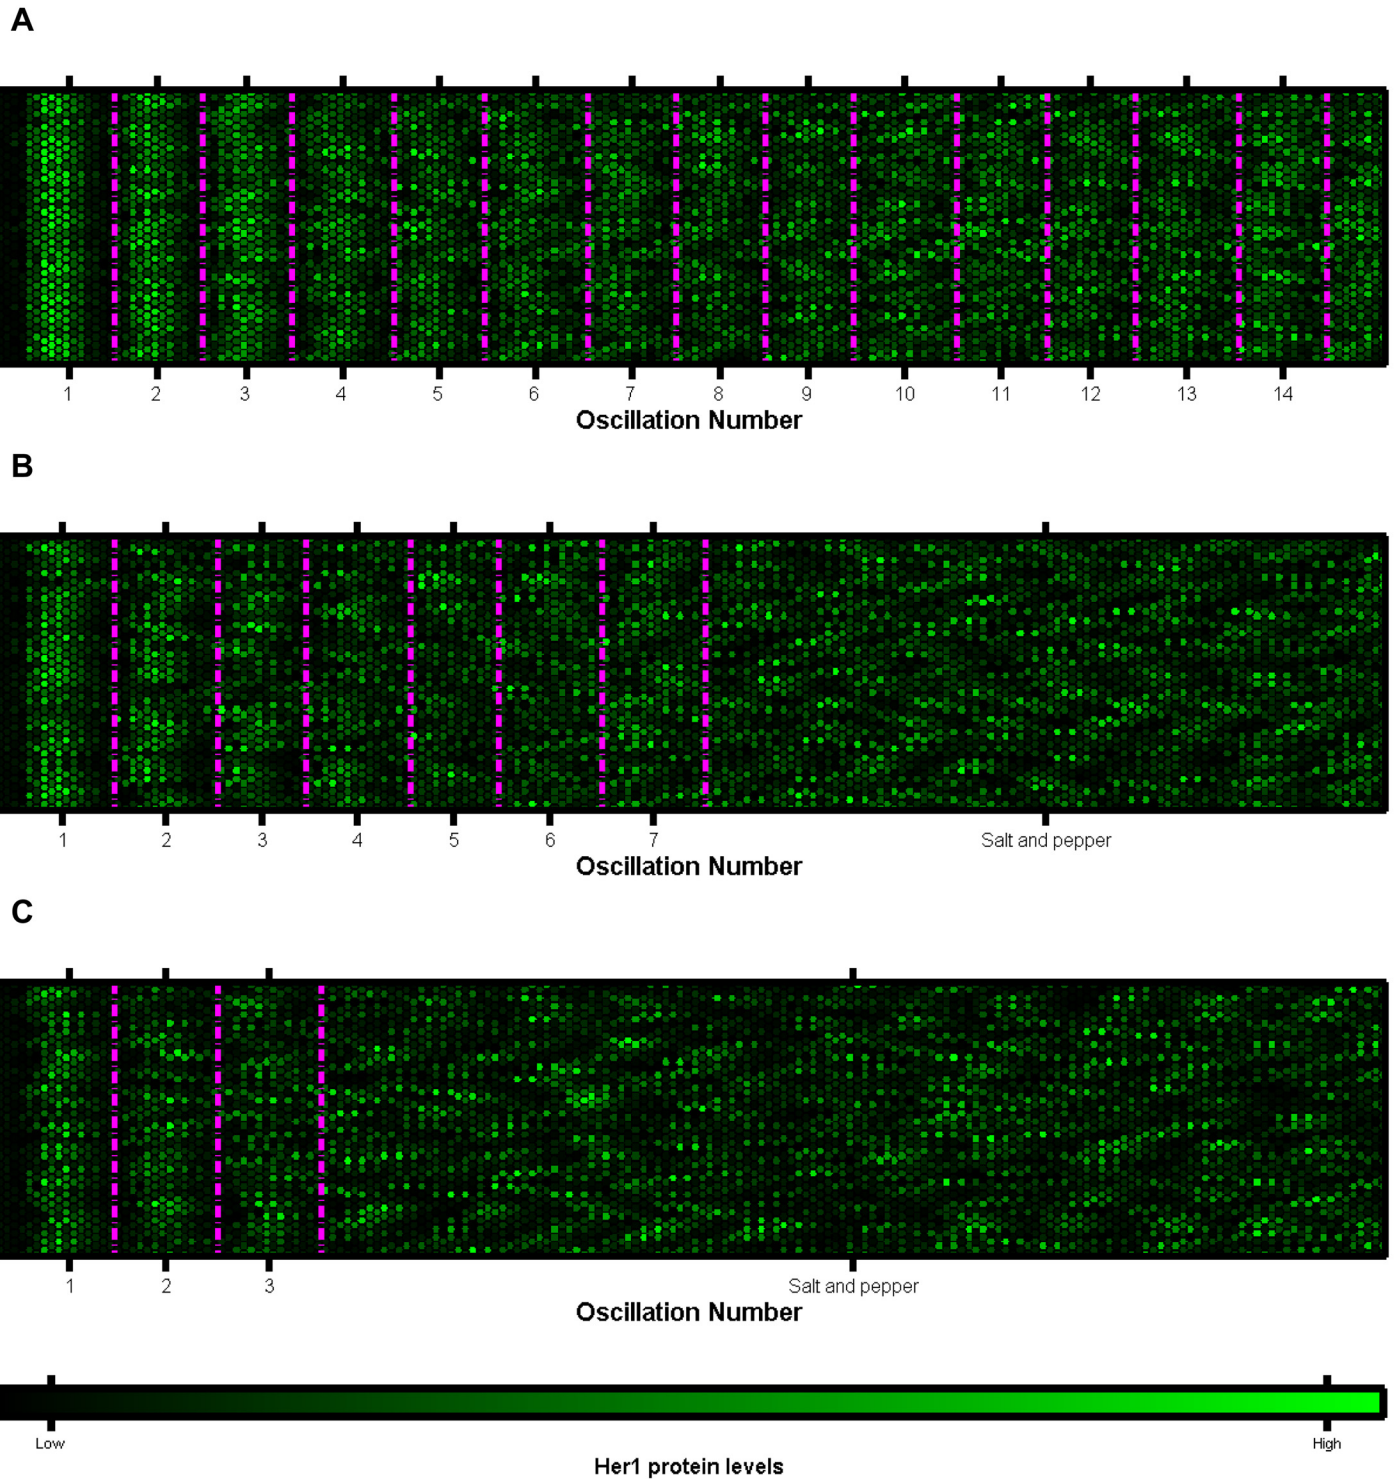 A
1 2 3 4 5 6 7 8 9 10 11 12 13 14
Oscillation Number
B
1 2 3 4 5 6 7 Salt and pepper
Oscillation Number
C
1 2 3 Salt and pepper
Oscillation Number
Low High
Her1 protein levels